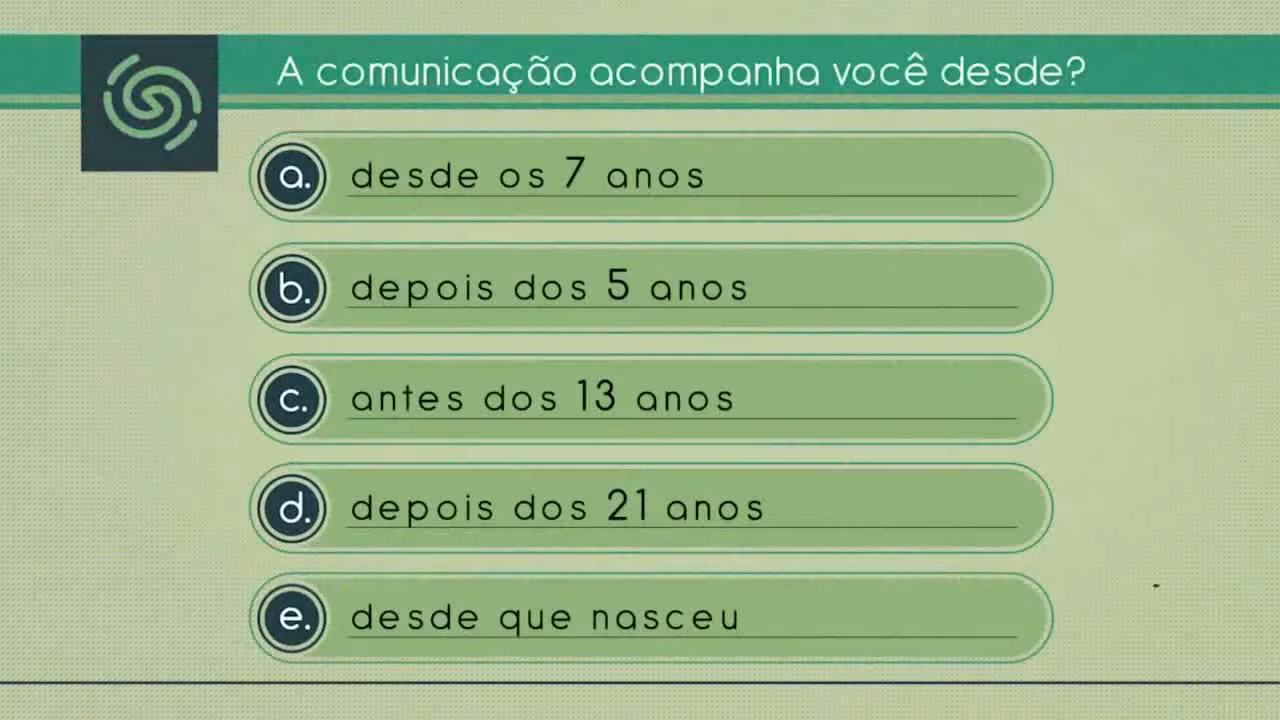 A comunicação acompanha você desde?
a. desde os 7 anos
b. depois dos 5 anos
c. antes dos 13 anos
d. depois dos 21 anos
e. desde que nasceu